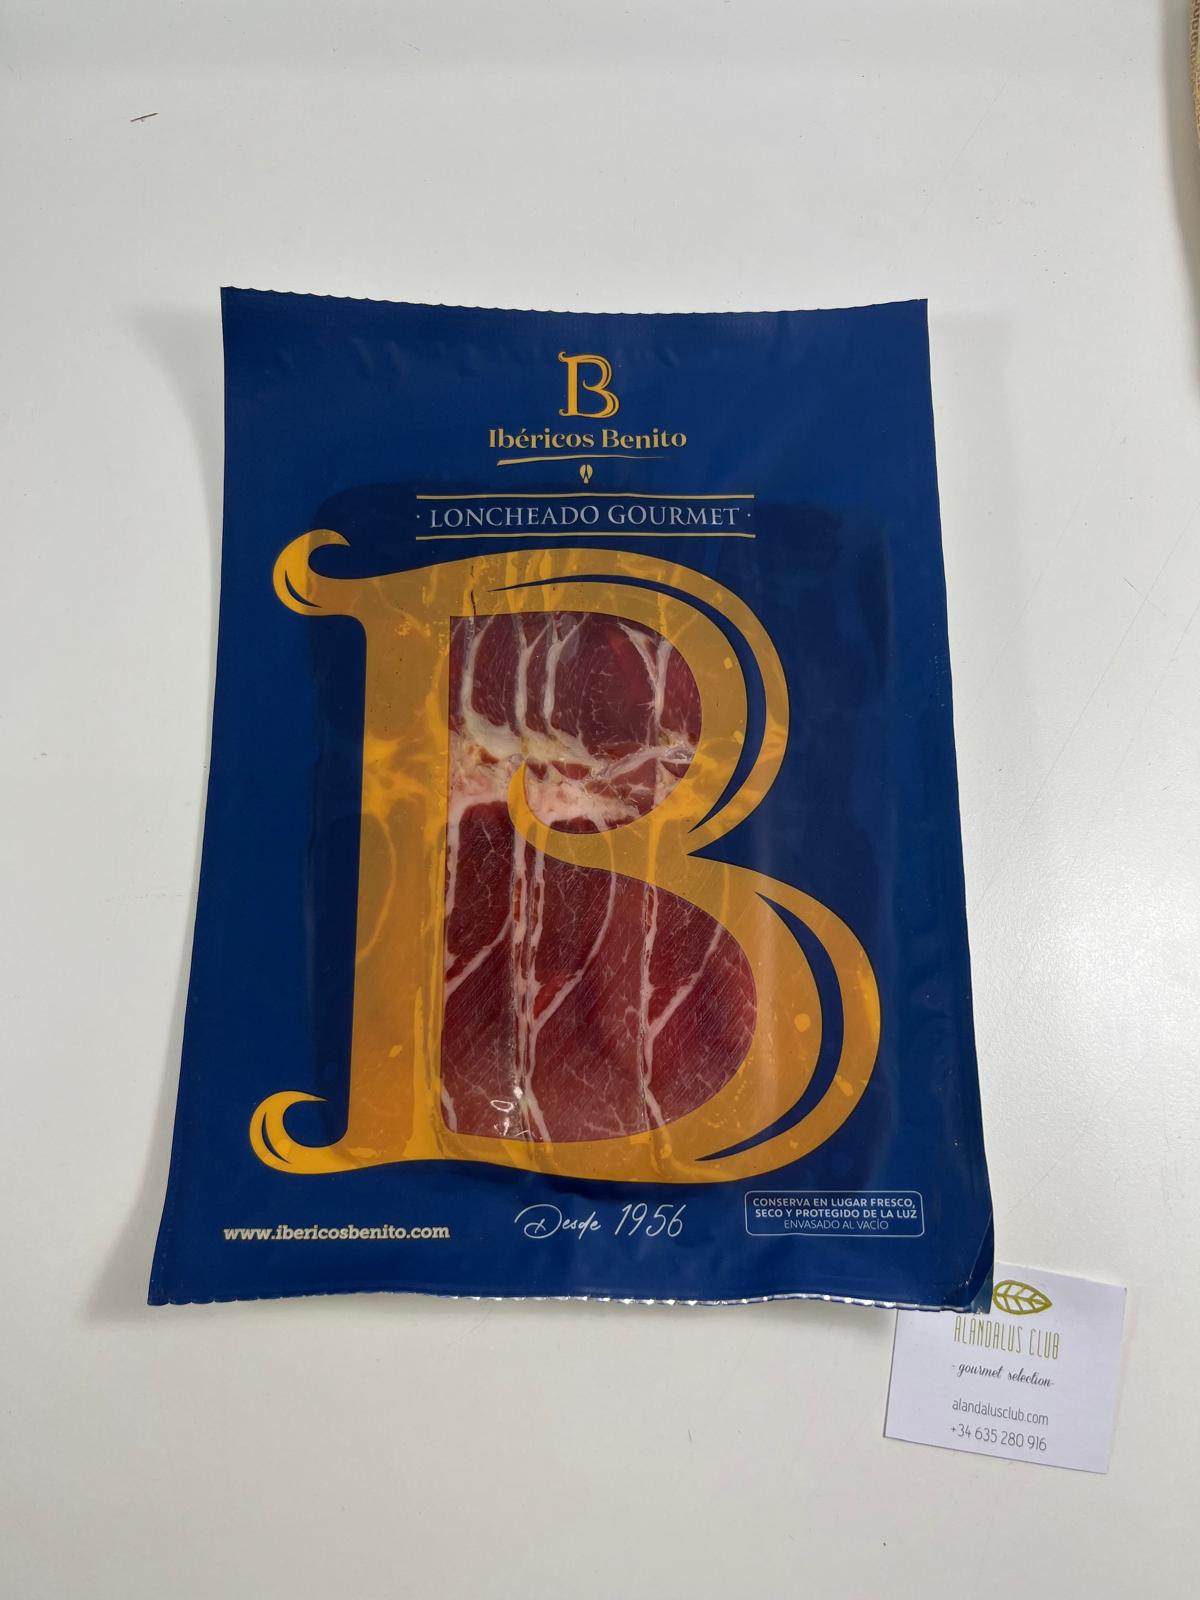 B
Ibéricos Benito
· LONCHEADO GOURMET ·
B
www.ibericosbenito.com
Desde 1956
CONSERVA EN LUGAR FRESCO,
SECO Y PROTEGIDO DE LA LUZ
ENVASADO AL VACÍO
ALANDALUS CLUB
- gourmet selection-
alandalusclub.com
+34 635 280 916